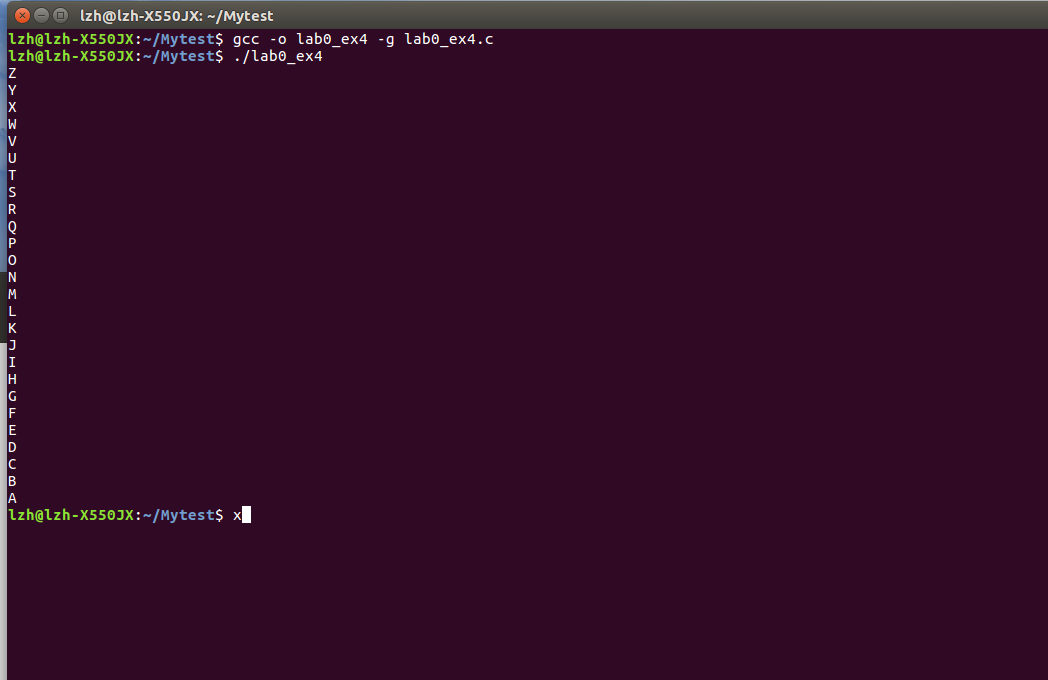 lzh@lzh-X550JX: ~/Mytest
lzh@lzh-X550JX:~/Mytest$ gcc -o lab0_ex4 -g lab0_ex4.c
lzh@lzh-X550JX:~/Mytest$ ./lab0_ex4
Z
Y
X
W
V
U
T
S
R
Q
P
O
N
M
L
K
J
I
H
G
F
E
D
C
B
A
lzh@lzh-X550JX:~/Mytest$ x